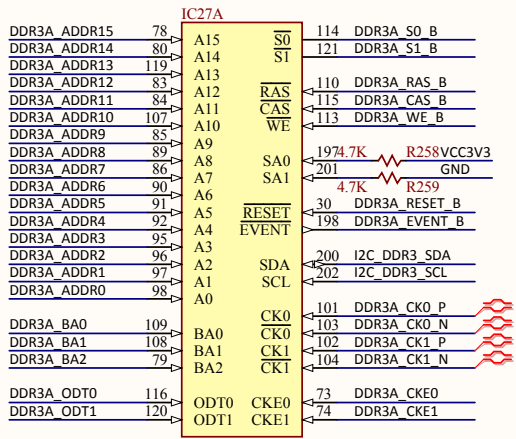 IC27A
DDR3A_ADDR15 78 A15 S0 114 DDR3A_S0_B
DDR3A_ADDR14 80 A14 S1 121 DDR3A_S1_B
DDR3A_ADDR13 119 A13
DDR3A_ADDR12 83 A12 RAS 110 DDR3A_RAS_B
DDR3A_ADDR11 84 A11 CAS 115 DDR3A_CAS_B
DDR3A_ADDR10 107 A10 WE 113 DDR3A_WE_B
DDR3A_ADDR9 85 A9
DDR3A_ADDR8 89 A8 SA0 197 4.7K R258 VCC3V3
DDR3A_ADDR7 86 A7 SA1 201 GND
DDR3A_ADDR6 90 A6 4.7K R259
DDR3A_ADDR5 91 A5 RESET 30 DDR3A_RESET_B
DDR3A_ADDR4 92 A4 EVENT 198 DDR3A_EVENT_B
DDR3A_ADDR3 95 A3
DDR3A_ADDR2 96 A2 SDA 200 I2C_DDR3_SDA
DDR3A_ADDR1 97 A1 SCL 202 I2C_DDR3_SCL
DDR3A_ADDR0 98 A0
CK0 101 DDR3A_CK0_P
DDR3A_BA0 109 BA0 CK0 103 DDR3A_CK0_N
DDR3A_BA1 108 BA1 CK1 102 DDR3A_CK1_P
DDR3A_BA2 79 BA2 CK1 104 DDR3A_CK1_N
DDR3A_ODT0 116 ODT0 CKE0 73 DDR3A_CKE0
DDR3A_ODT1 120 ODT1 CKE1 74 DDR3A_CKE1